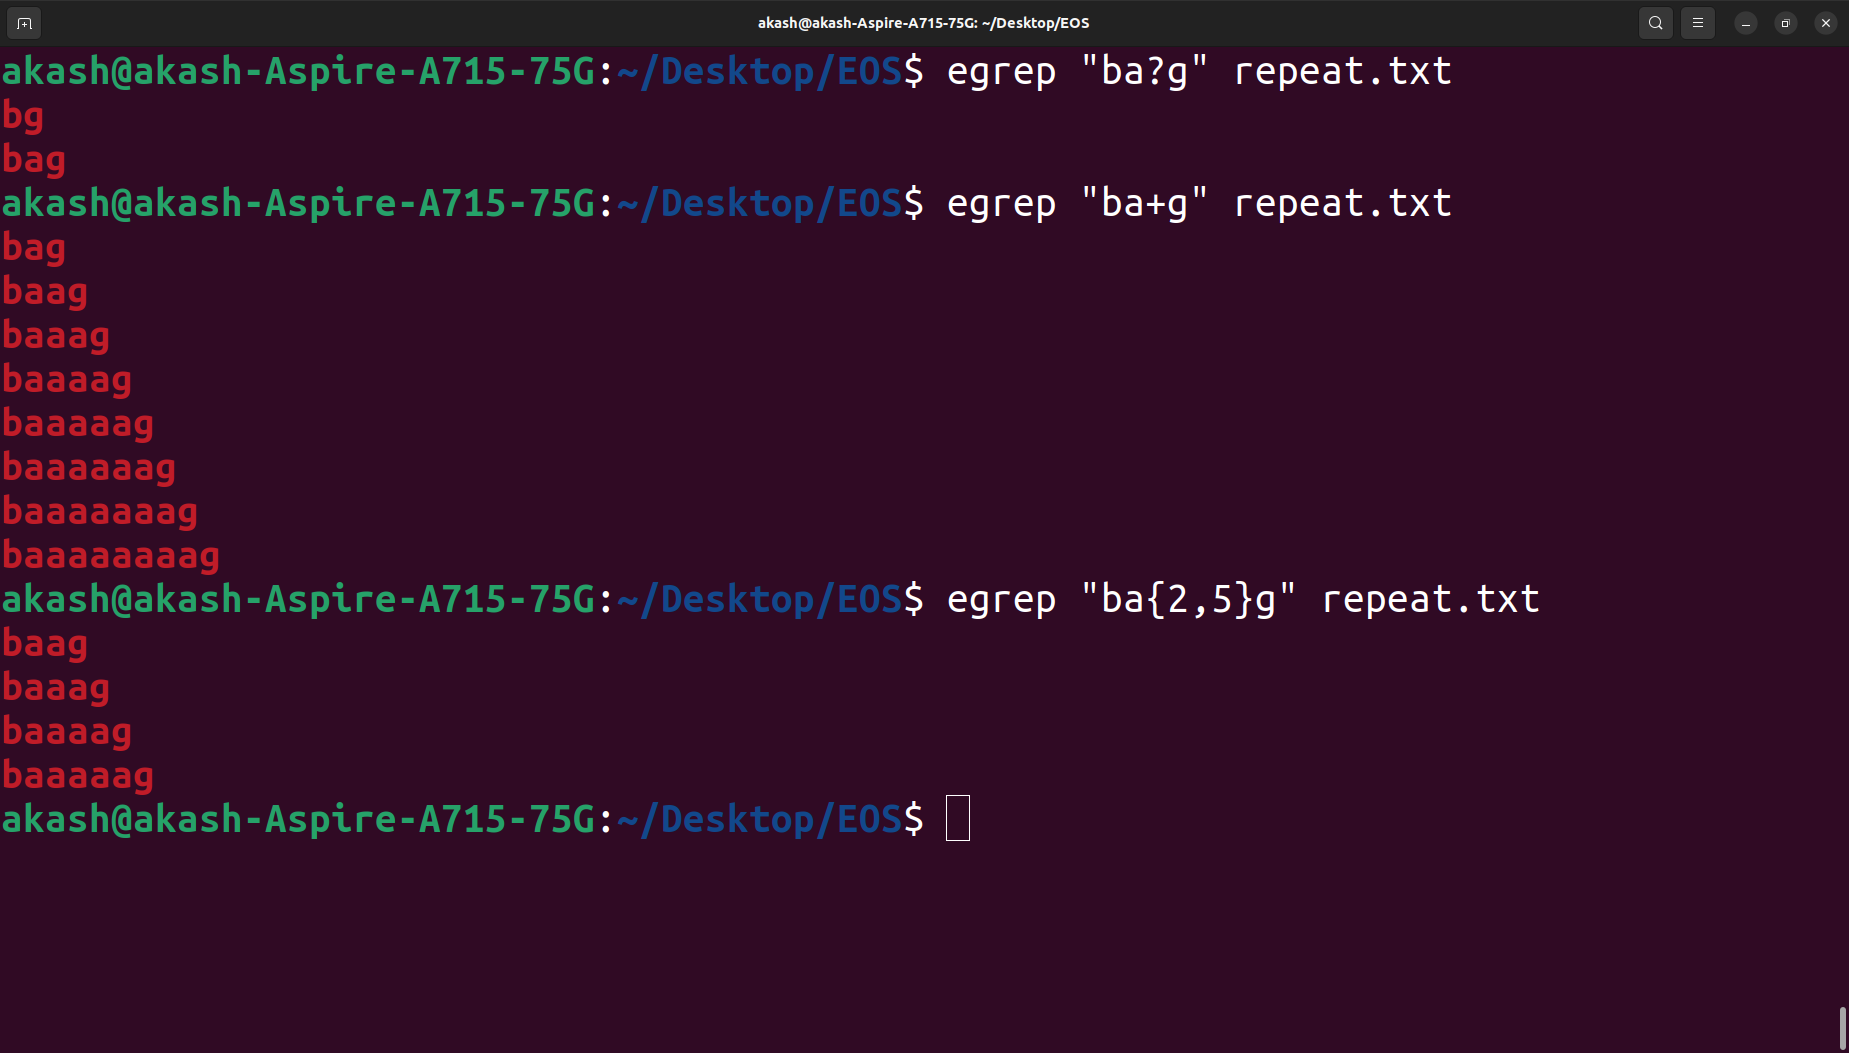 akash@akash-Aspire-A715-75G: ~/Desktop/EOS
akash@akash-Aspire-A715-75G:~/Desktop/EOS$ egrep "ba?g" repeat.txt
bg
bag
akash@akash-Aspire-A715-75G:~/Desktop/EOS$ egrep "ba+g" repeat.txt
bag
baag
baaag
baaaag
baaaaag
baaaaaag
baaaaaaag
baaaaaaaag
akash@akash-Aspire-A715-75G:~/Desktop/EOS$ egrep "ba{2,5}g" repeat.txt
baag
baaag
baaaag
baaaaag
akash@akash-Aspire-A715-75G:~/Desktop/EOS$